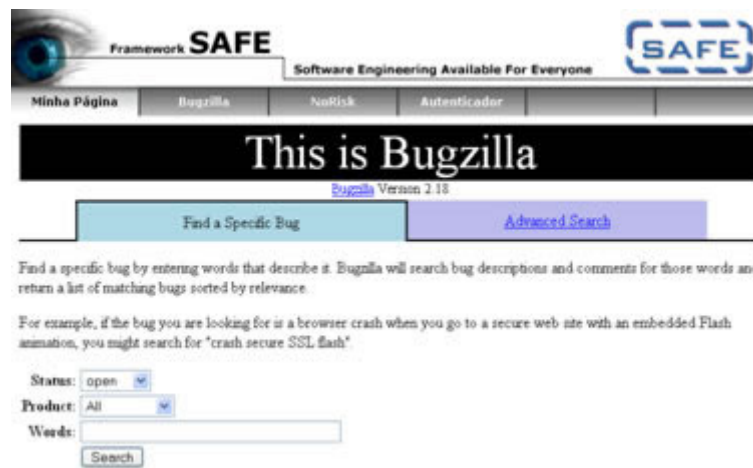 Framework SAFE
Software Engineering Available For Everyone
SAFE
Minha Página Bugzilla NoRisk Autenticador
This is Bugzilla
Bugzilla Version 2.18
Find a Specific Bug Advanced Search
Find a specific bug by entering words that describe it. Bugzilla will search bug descriptions and comments for those words an
return a list of matching bugs sorted by relevance.
For example, if the bug you are looking for is a browser crash when you go to a secure web site with an embedded Flash
animation, you might search for "crash secure SSL flash".
Status: open
Product: All
Words:
Search